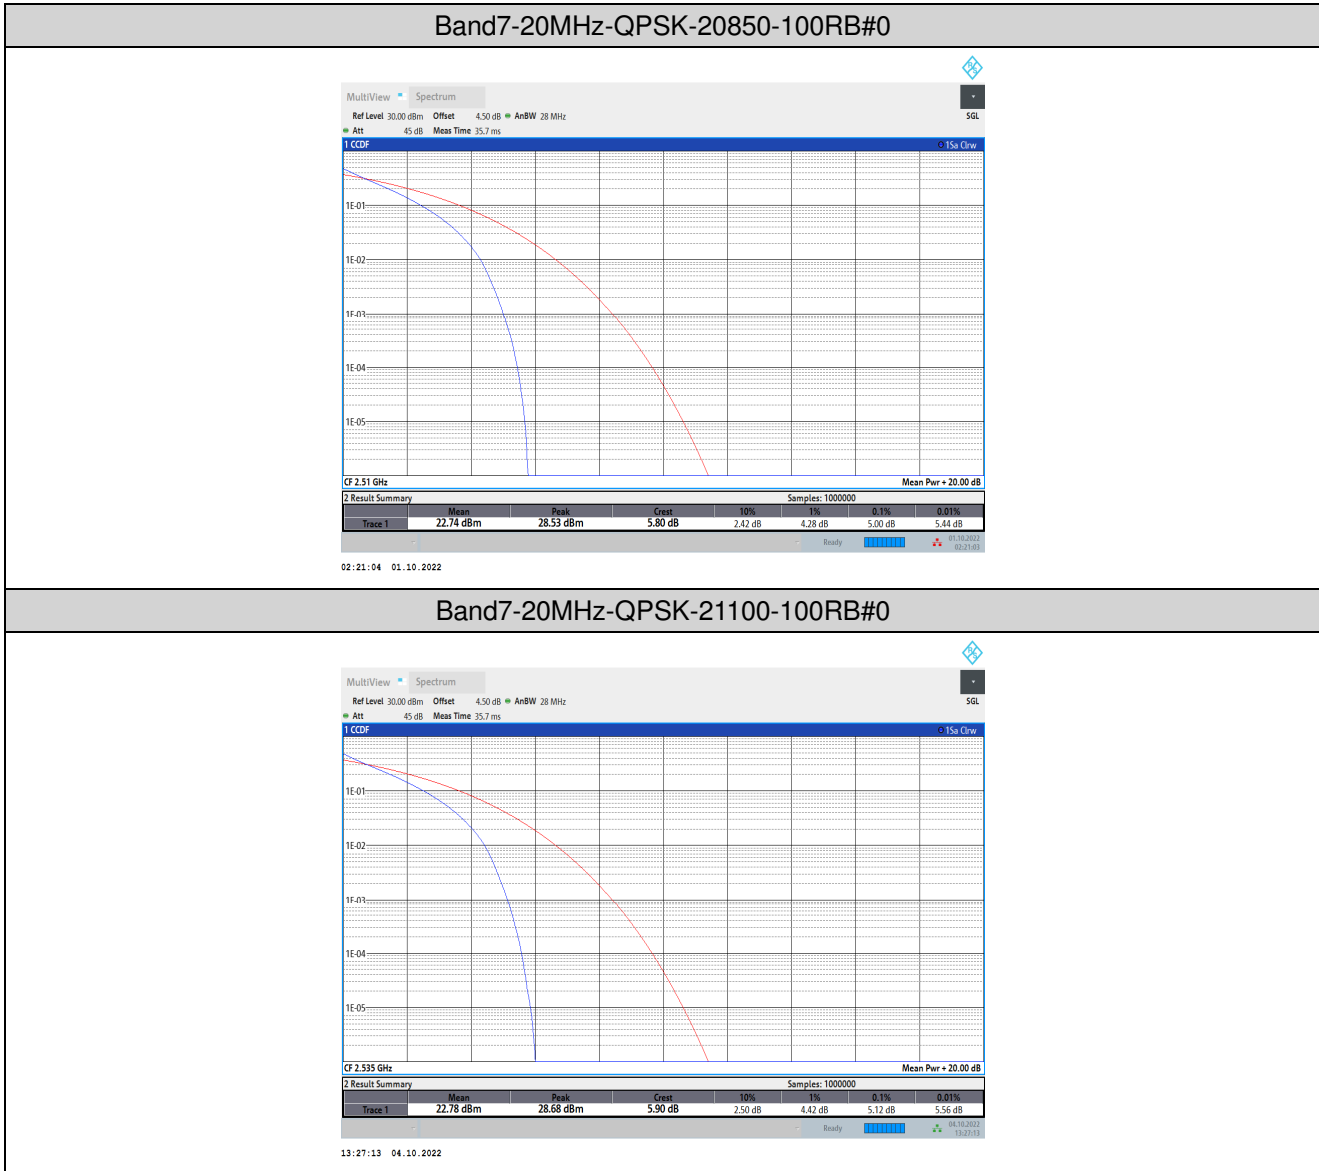 Band7-20MHz-QPSK-20850-100RB#0
MultiView Spectrum
Ref Level 30.00 dBm Offset 4.50 dB AnBW 28 MHz SGL
Att 45 dB Meas Time 35.7 ms
1 CCDF 1Sa Clrw
1E-01
1E-02
1E-03
1E-04
1E-05
CF 2.51 GHz Mean Pwr + 20.00 dB
2 Result Summary Samples: 1000000
Mean Peak Crest 10% 1% 0.1% 0.01%
Trace 1 22.74 dBm 28.53 dBm 5.80 dB 2.42 dB 4.28 dB 5.00 dB 5.44 dB
Ready 01.10.2022
02:21:03
02:21:04 01.10.2022
Band7-20MHz-QPSK-21100-100RB#0
MultiView Spectrum
Ref Level 30.00 dBm Offset 4.50 dB AnBW 28 MHz SGL
Att 45 dB Meas Time 35.7 ms
1 CCDF 1Sa Clrw
1E-01
1E-02
1E-03
1E-04
1E-05
CF 2.535 GHz Mean Pwr + 20.00 dB
2 Result Summary Samples: 1000000
Mean Peak Crest 10% 1% 0.1% 0.01%
Trace 1 22.78 dBm 28.68 dBm 5.90 dB 2.50 dB 4.42 dB 5.12 dB 5.56 dB
Ready 04.10.2022
13:27:13
13:27:13 04.10.2022